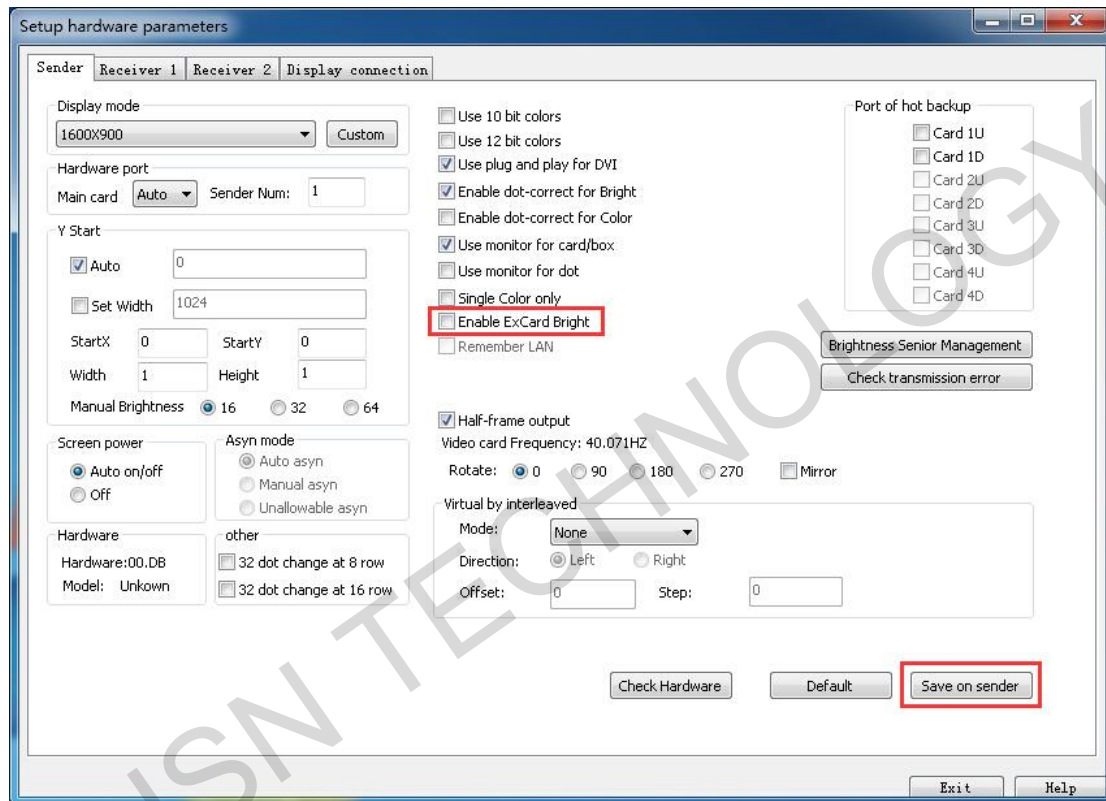 Setup hardware parameters
Sender Receiver 1 Receiver 2 Display connection
Display mode
1600X900 Custom
Hardware port
Main card Auto Sender Num: 1
Y Start
Auto 0
Set Width 1024
StartX 0 StartY 0
Width 1 Height 1
Manual Brightness 16 32 64
Screen power
Auto on/off
Off
Asyn mode
Auto asyn
Manual asyn
Unallowable asyn
Hardware
Hardware:00.DB
Model: Unkown
other
32 dot change at 8 row
32 dot change at 16 row
Use 10 bit colors
Use 12 bit colors
Use plug and play for DVI
Enable dot-correct for Bright
Enable dot-correct for Color
Use monitor for card/box
Use monitor for dot
Single Color only
Enable ExCard Bright
Remember LAN
Port of hot backup
Card 1U
Card 1D
Card 2U
Card 2D
Card 3U
Card 3D
Card 4U
Card 4D
Brightness Senior Management
Check transmission error
Half-frame output
Video card Frequency: 40.071HZ
Rotate: 0 90 180 270 Mirror
Virtual by interleaved
Mode: None
Direction: Left Right
Offset: 0 Step: 0
Check Hardware Default Save on sender
Exit Help
SN TECHNOLOGY